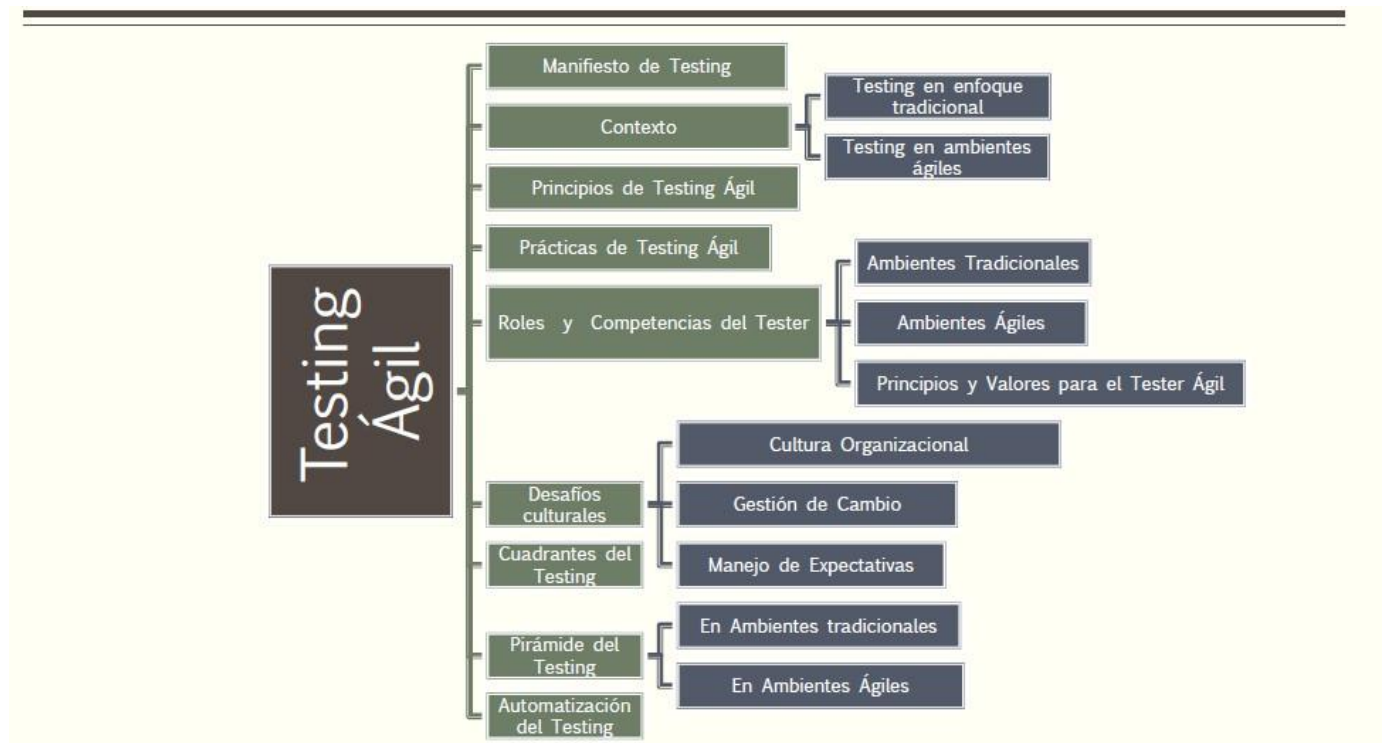 Testing
Ágil
Manifiesto de Testing
Contexto
Testing en enfoque
tradicional
Testing en ambientes
ágiles
Principios de Testing Ágil
Prácticas de Testing Ágil
Roles y Competencias del Tester
Ambientes Tradicionales
Ambientes Ágiles
Principios y Valores para el Tester Ágil
Desafíos
culturales
Cultura Organizacional
Gestión de Cambio
Manejo de Expectativas
Cuadrantes del
Testing
Pirámide del
Testing
En Ambientes tradicionales
En Ambientes Ágiles
Automatización
del Testing